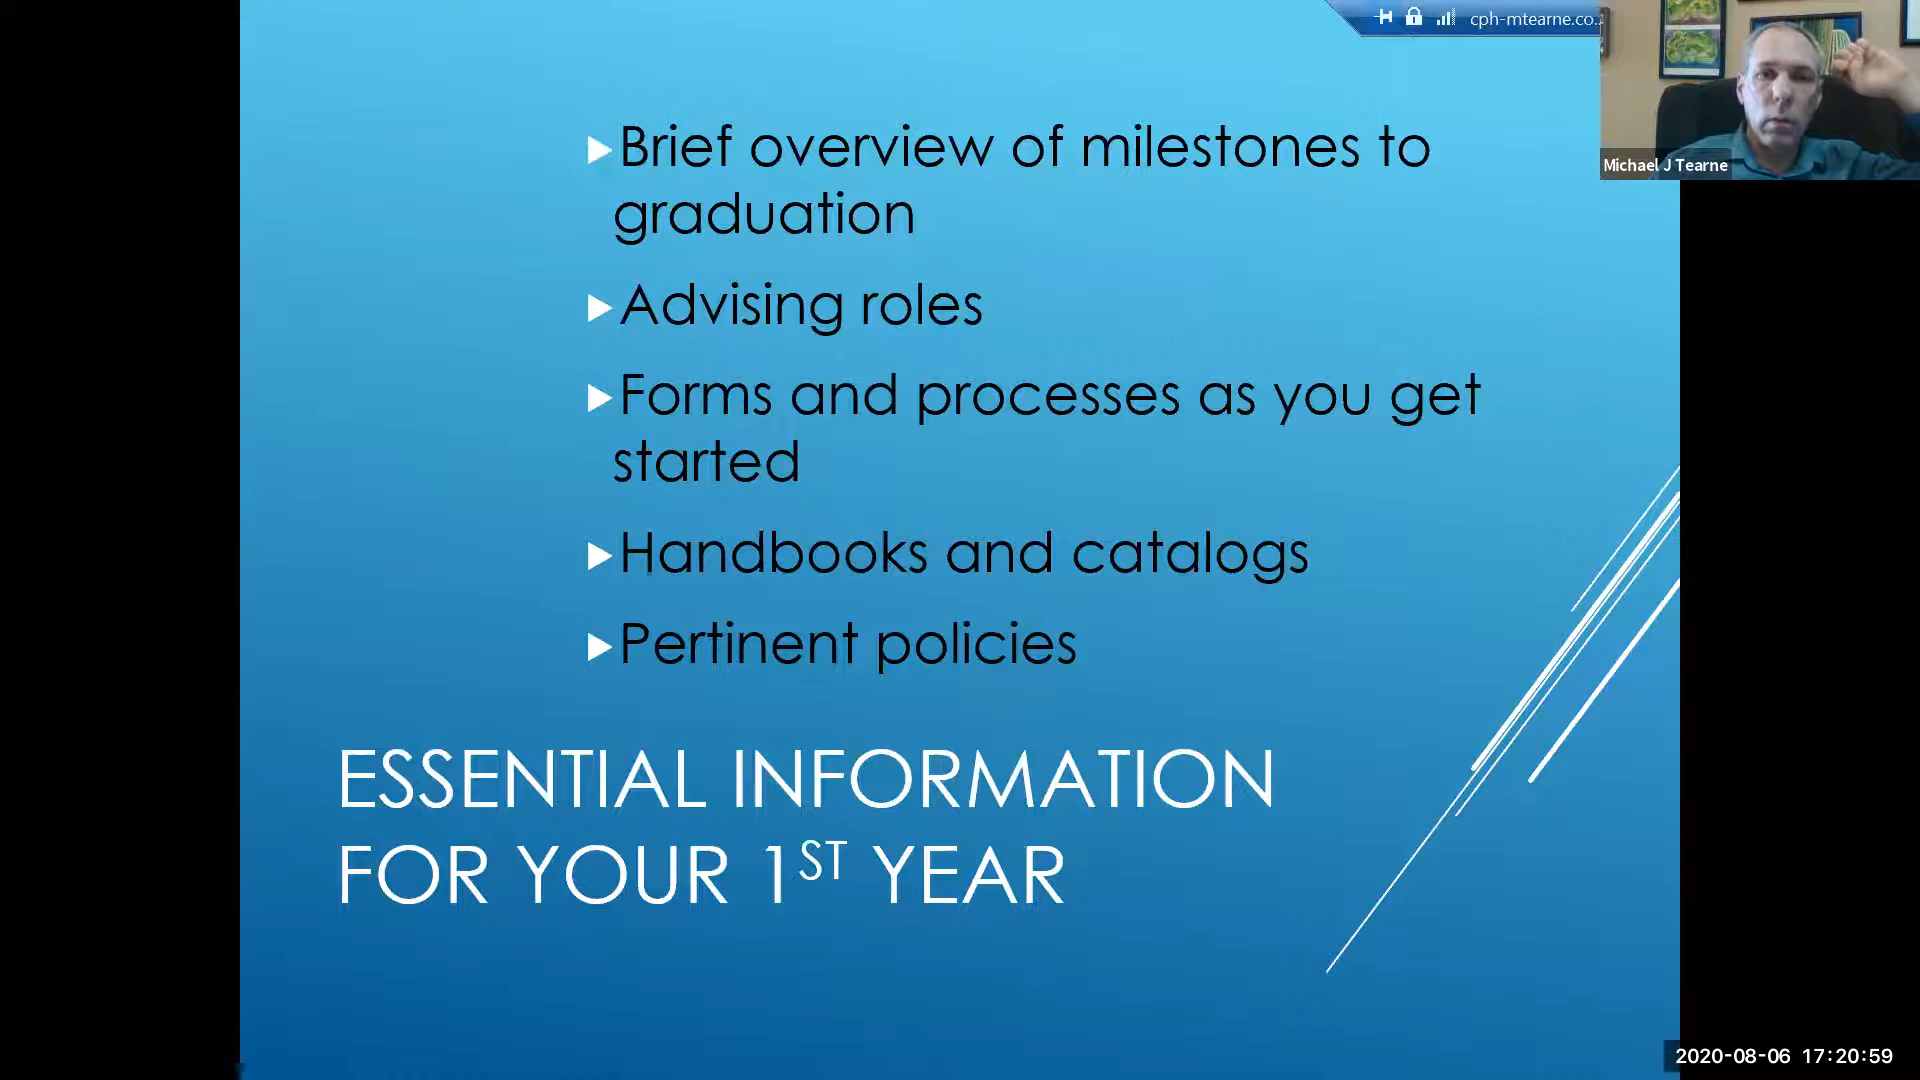 cph-mtearne.co..
Michael J Tearne
Brief overview of milestones to
graduation
Advising roles
Forms and processes as you get
started
Handbooks and catalogs
Pertinent policies
ESSENTIAL INFORMATION
FOR YOUR 1ST YEAR
2020-08-06 17:20:59